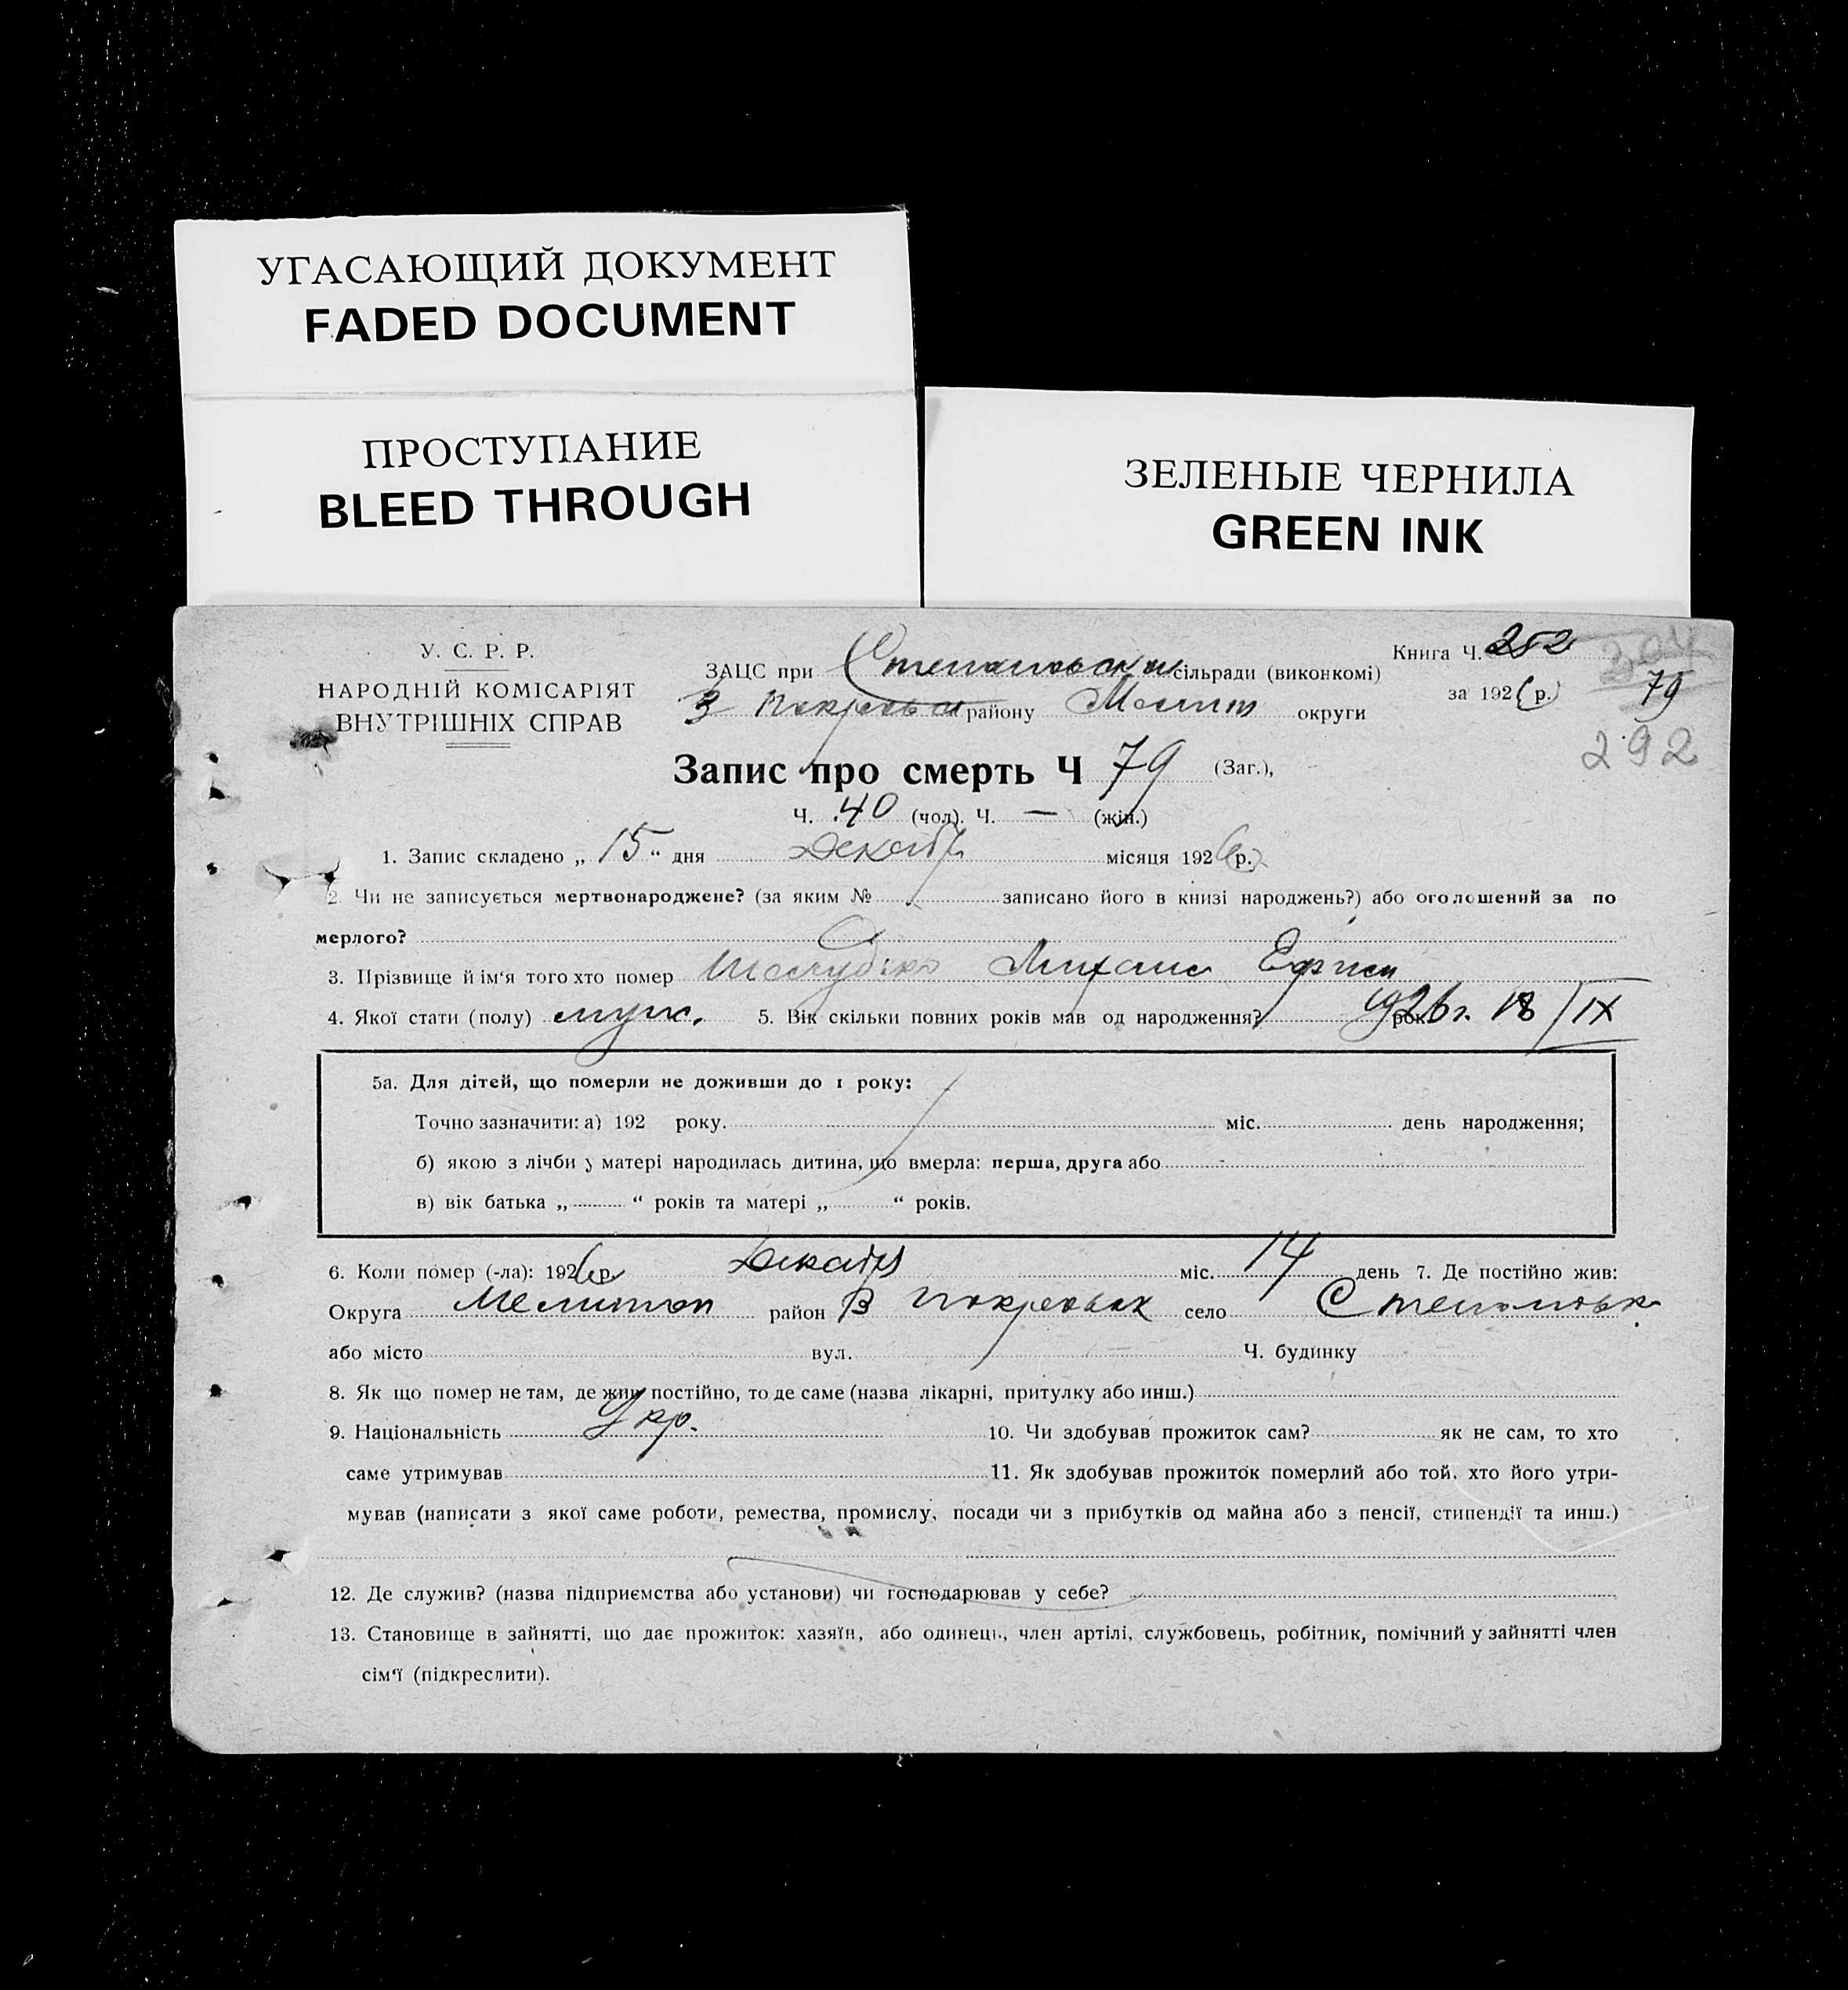 УГАСАЮЩИЙ ДОКУМЕНТ
FADED DOCUMENT
ПРОСТУПАНИЕ
BLEED THROUGH
ЗЕЛЕНЫЕ ЧЕРНИЛА
GREEN INK
У. С. Р. Р.
НАРОДНІЙ КОМІСАРІЯТ
ВНУТРІШНІХ СПРАВ
Книга Ч. 252
ЗАЦС при Степановск сільради (виконкомі)
за 1926 р. 79
району Мелит округи
292
Запис про смерть Ч 79 (Заг.),
Ч. 40 (чол). Ч. — (жін.)
1. Запис складено „ 15 “ дня Декабр місяця 1926 р.
2. Чи не записується мертвонароджене? (за яким № записано його в книзі народжень?) або оголошений за по
мерлого?
3. Прізвище й ім‘я того хто помер Михаил Ефим
4. Якої стати (полу) муж. 5. Вік скільки повних років мав од народження? рок 1926 г. 18/IX
5а. Для дітей, що померли не доживши до 1 року:
Точно зазначити: а) 192 року. міс. день народження;
б) якою з лічби у матері народилась дитина, що вмерла: перша, друга або
в) вік батька „ “ років та матері „ “ років.
6. Коли помер (-ла): 1926 р. Декабр міс. 14 день 7. Де постійно жив:
Округа Мелитоп район В Покровск село Степановк
або місто вул. Ч. будинку
8. Як що помер не там, де жив постійно, то де саме (назва лікарні, притулку або инш.)
9. Національність Укр. 10. Чи здобував прожиток сам? як не сам, то хто
саме утримував 11. Як здобував прожиток померлий або той, хто його утри-
мував (написати з якої саме роботи, ремества, промислу, посади чи з прибутків од майна або з пенсії, стипендії та инш.)
12. Де служив? (назва підприємства або установи) чи господарював у себе?
13. Становище в зайнятті, що дає прожиток: хазяїн, або одинець, член артілі, службовець, робітник, помічний у зайнятті член
сім‘ї (підкреслити).